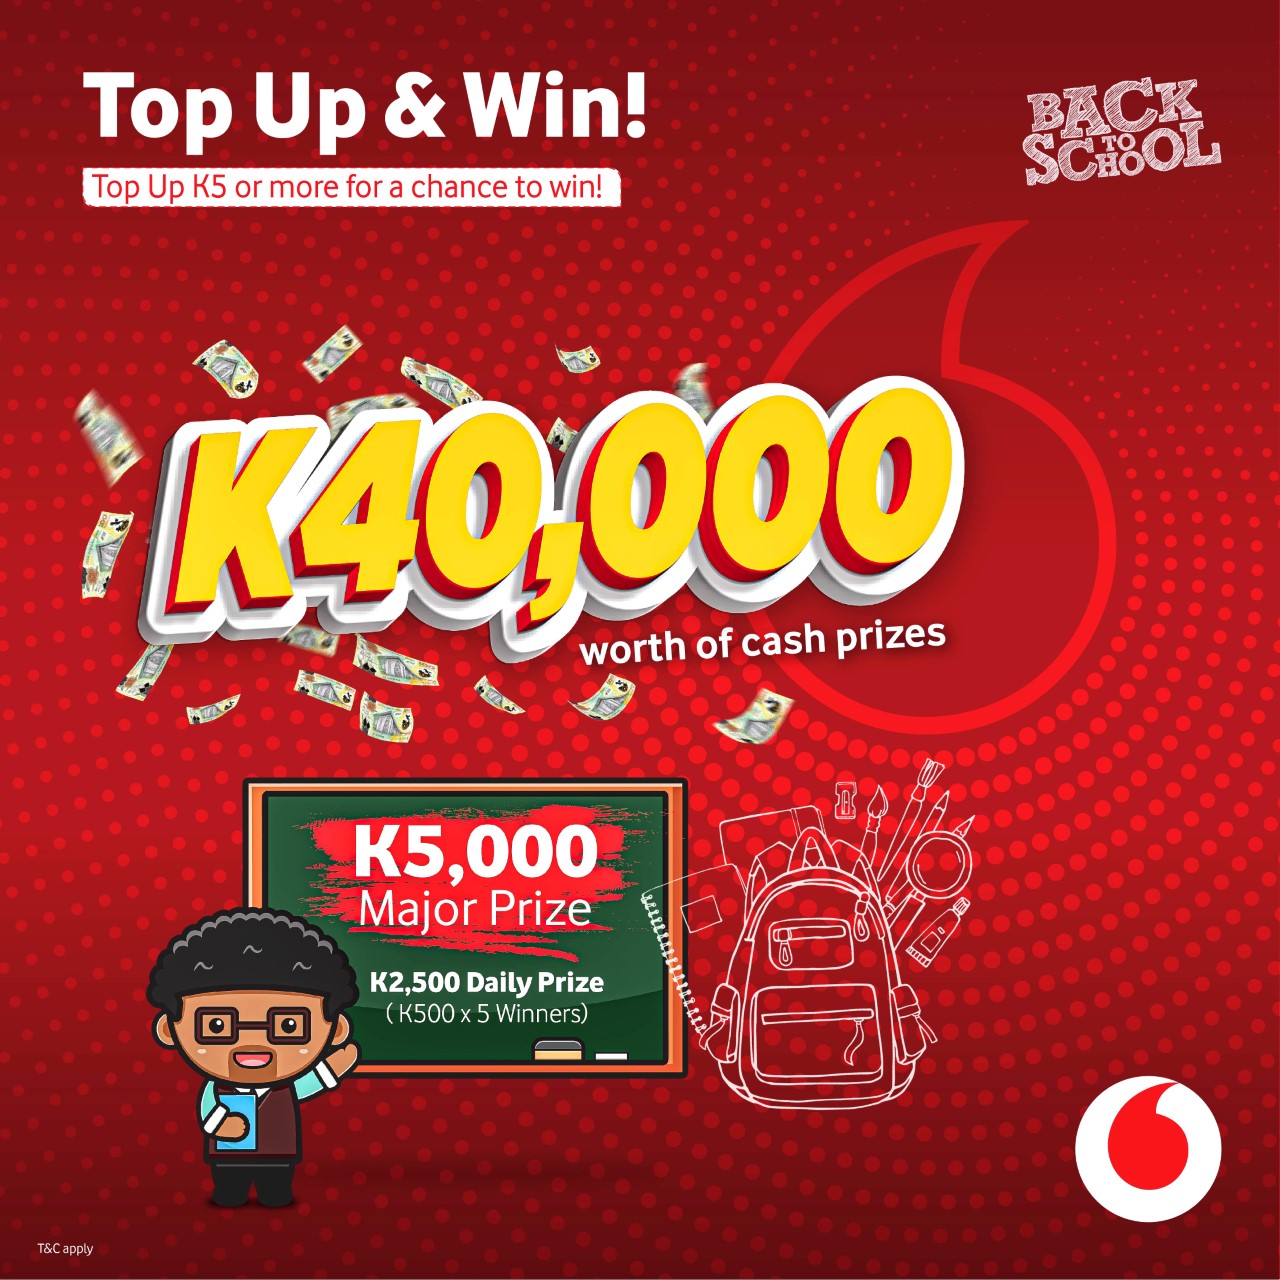 Top Up & Win!
Top Up K5 or more for a chance to win!
BACK
TO
SCHOOL
K40,000
worth of cash prizes
K5,000
Major Prize
K2,500 Daily Prize
( K500 x 5 Winners)
T&C apply